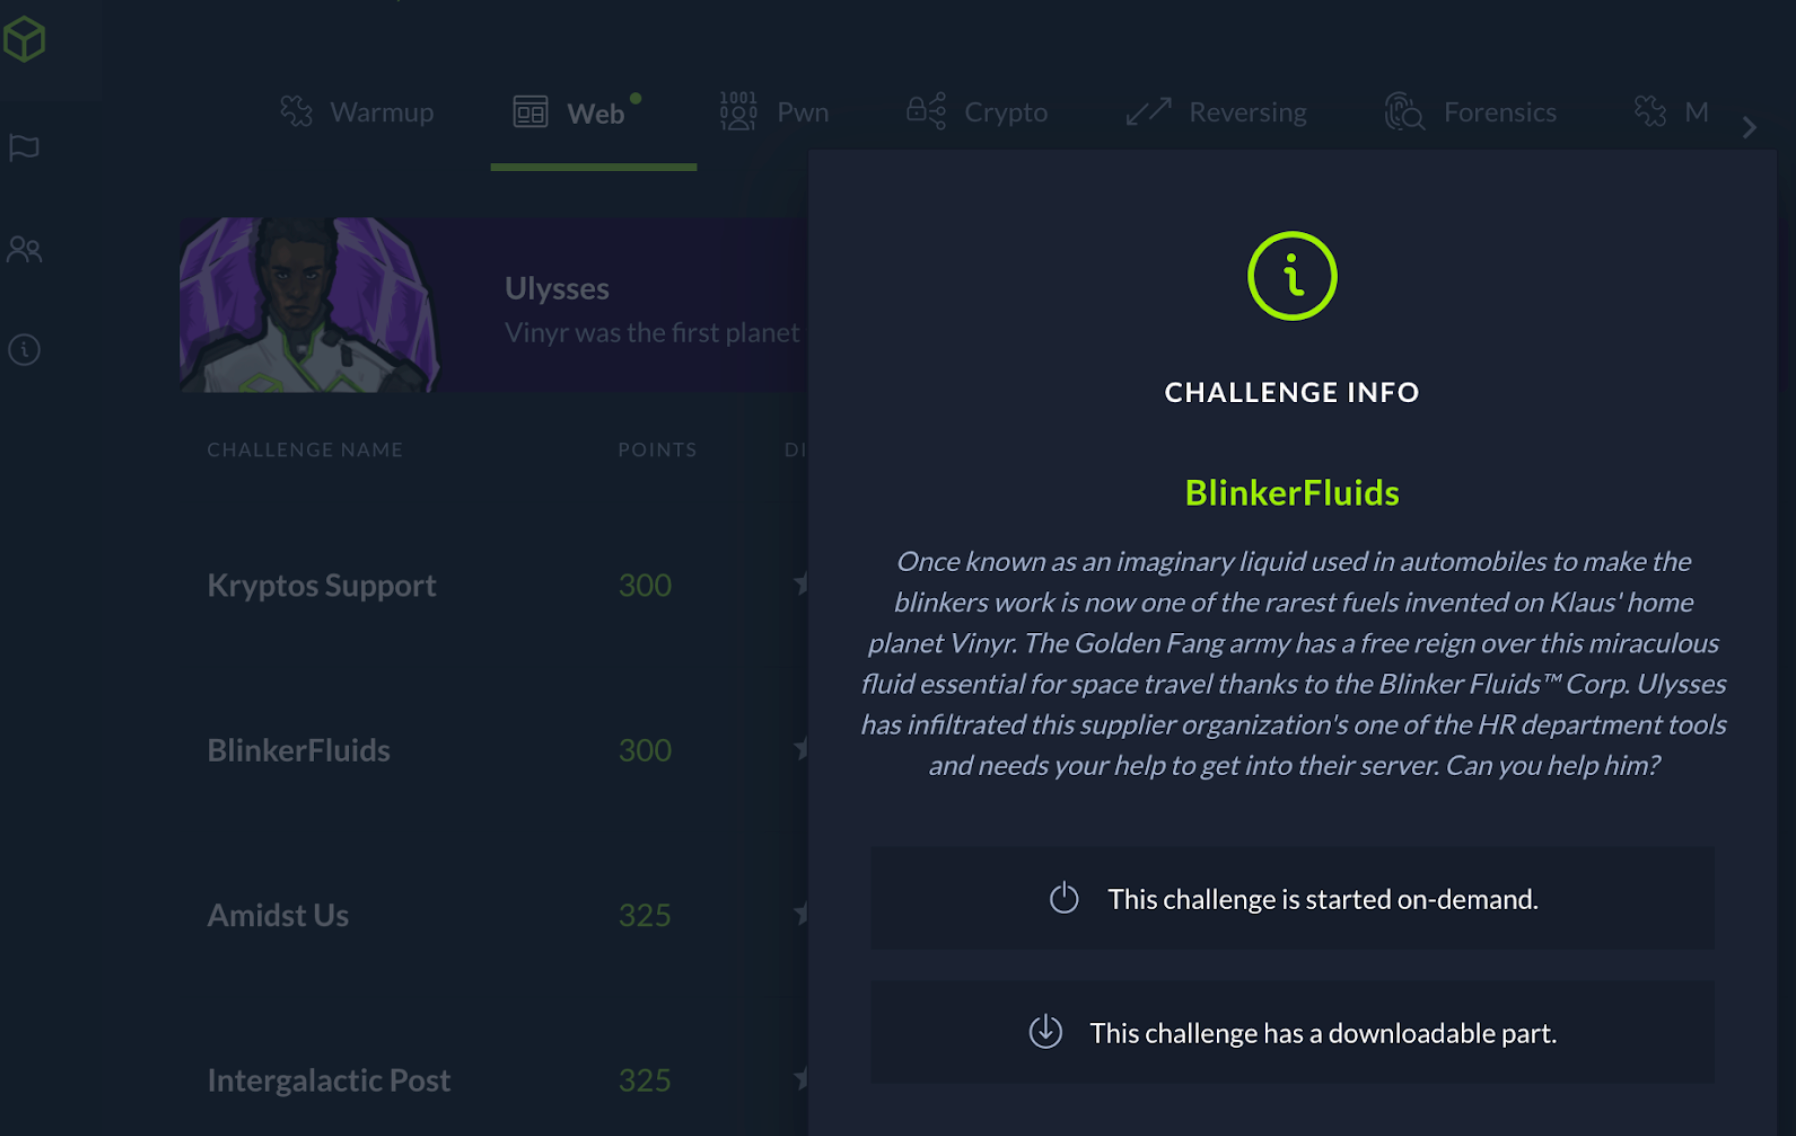 Warmup
Web
1001
Pwn
Crypto
Reversing
Forensics
M
Ulysses
Vinyr was the first planet
CHALLENGE NAME
POINTS
DI
Kryptos Support
300
BlinkerFluids
300
Amidst Us
325
Intergalactic Post
325
CHALLENGE INFO
BlinkerFluids
Once known as an imaginary liquid used in automobiles to make the
blinkers work is now one of the rarest fuels invented on Klaus' home
planet Vinyr. The Golden Fang army has a free reign over this miraculous
fluid essential for space travel thanks to the Blinker Fluids™ Corp. Ulysses
has infiltrated this supplier organization's one of the HR department tools
and needs your help to get into their server. Can you help him?
This challenge is started on-demand.
This challenge has a downloadable part.